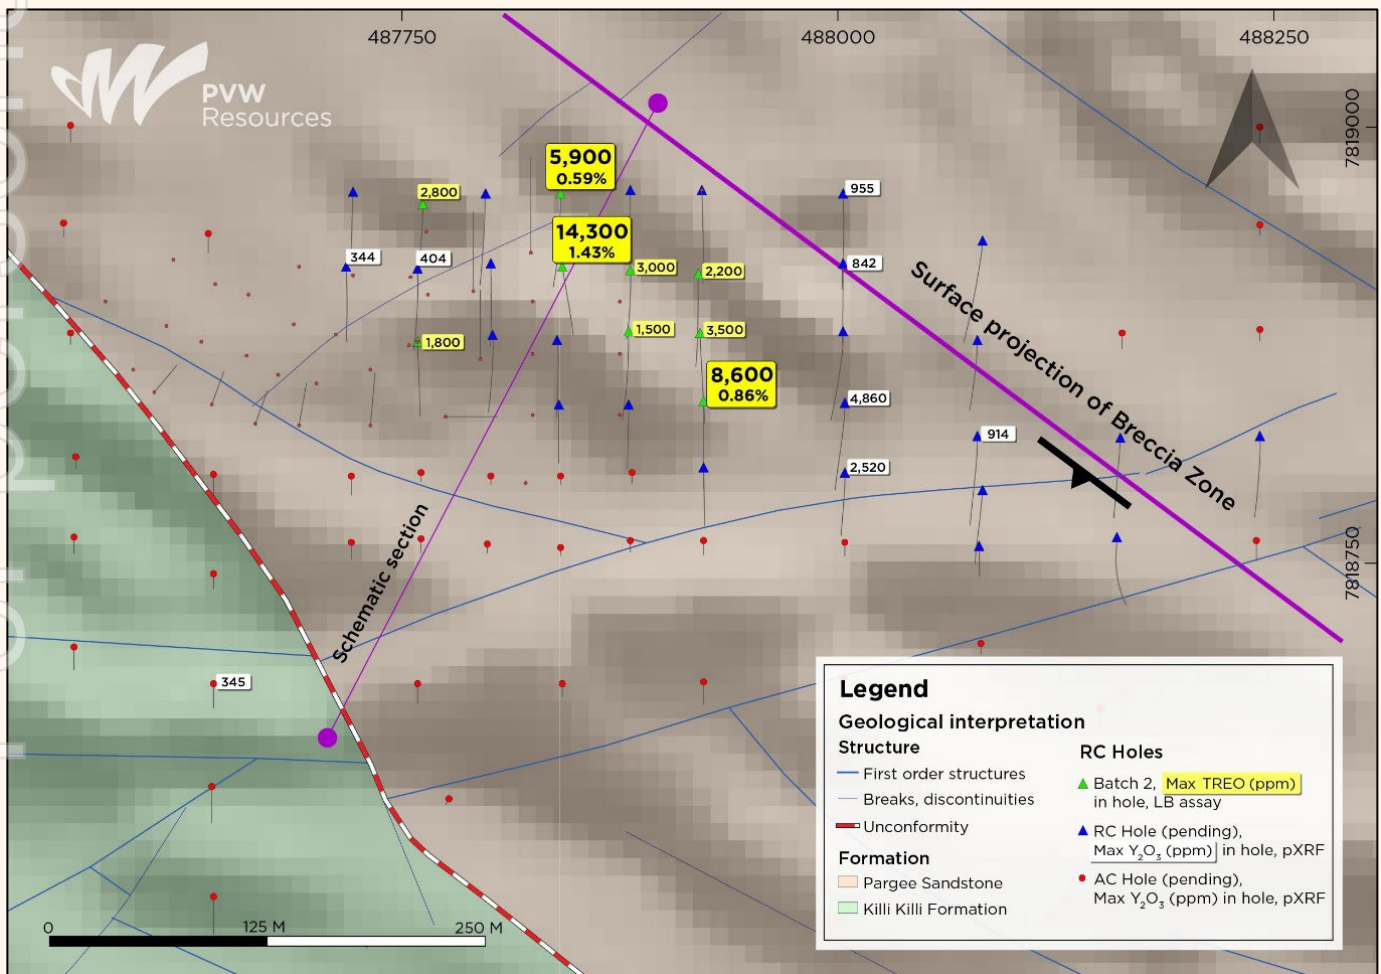 487750
488000
488250
PVW
Resources
7819000
5,900
0.59%
955
2,800
14,300
1.43%
344
404
3,000
2,200
842
Surface projection of Breccia Zone
1,800
1,500
3,500
8,600
0.86%
4,860
914
2,520
Schematic section
7818750
345
Legend
Geological interpretation
Structure
First order structures
Breaks, discontinuities
Unconformity
Formation
Pargee Sandstone
Killi Killi Formation
RC Holes
Batch 2, Max TREO (ppm)
in hole, LB assay
RC Hole (pending),
Max Y₂O₃ (ppm) in hole, pXRF
AC Hole (pending),
Max Y₂O₃ (ppm) in hole, pXRF
0 125 M 250 M